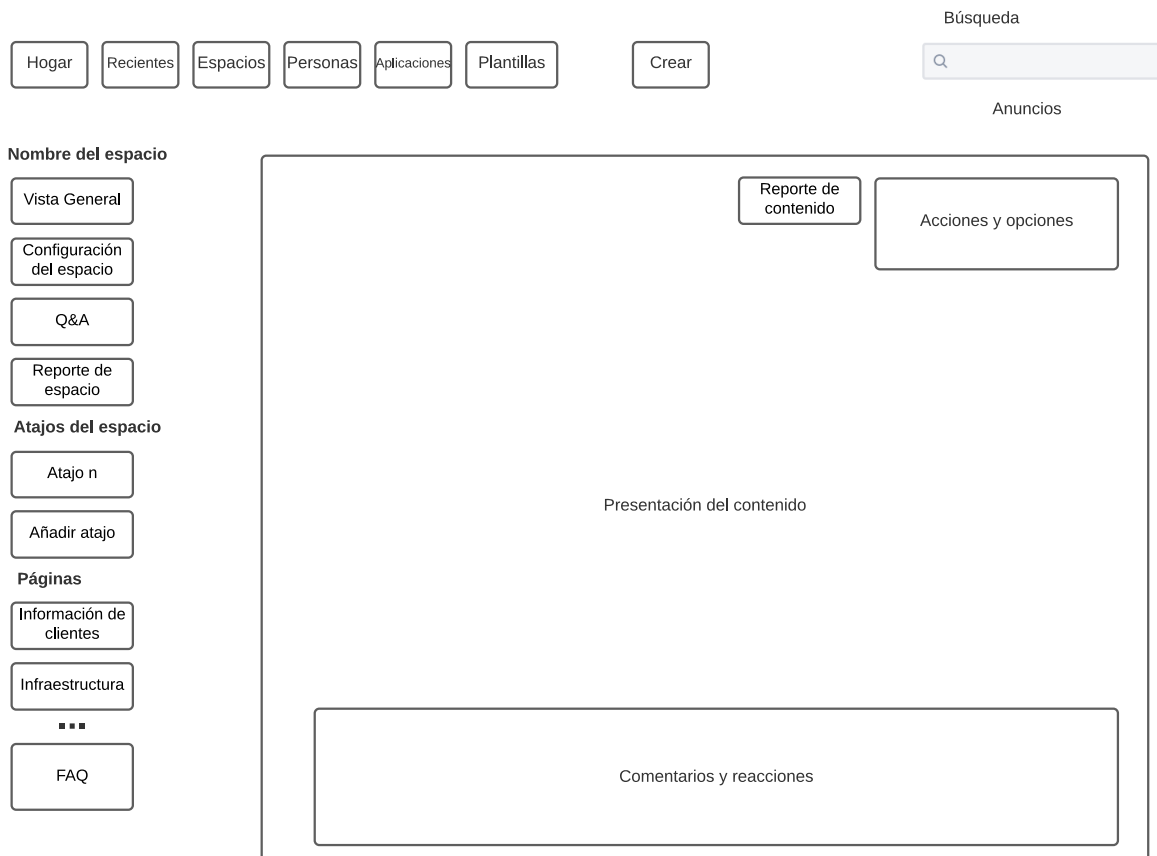 Búsqueda
Hogar
Recientes
Espacios
Personas
Aplicaciones
Plantillas
Crear
Anuncios
Nombre del espacio
Vista General
Configuración
del espacio
Q&A
Reporte de
espacio
Atajos del espacio
Atajo n
Añadir atajo
Páginas
Información de
clientes
Infraestructura
FAQ
Reporte de
contenido
Acciones y opciones
Presentación del contenido
Comentarios y reacciones